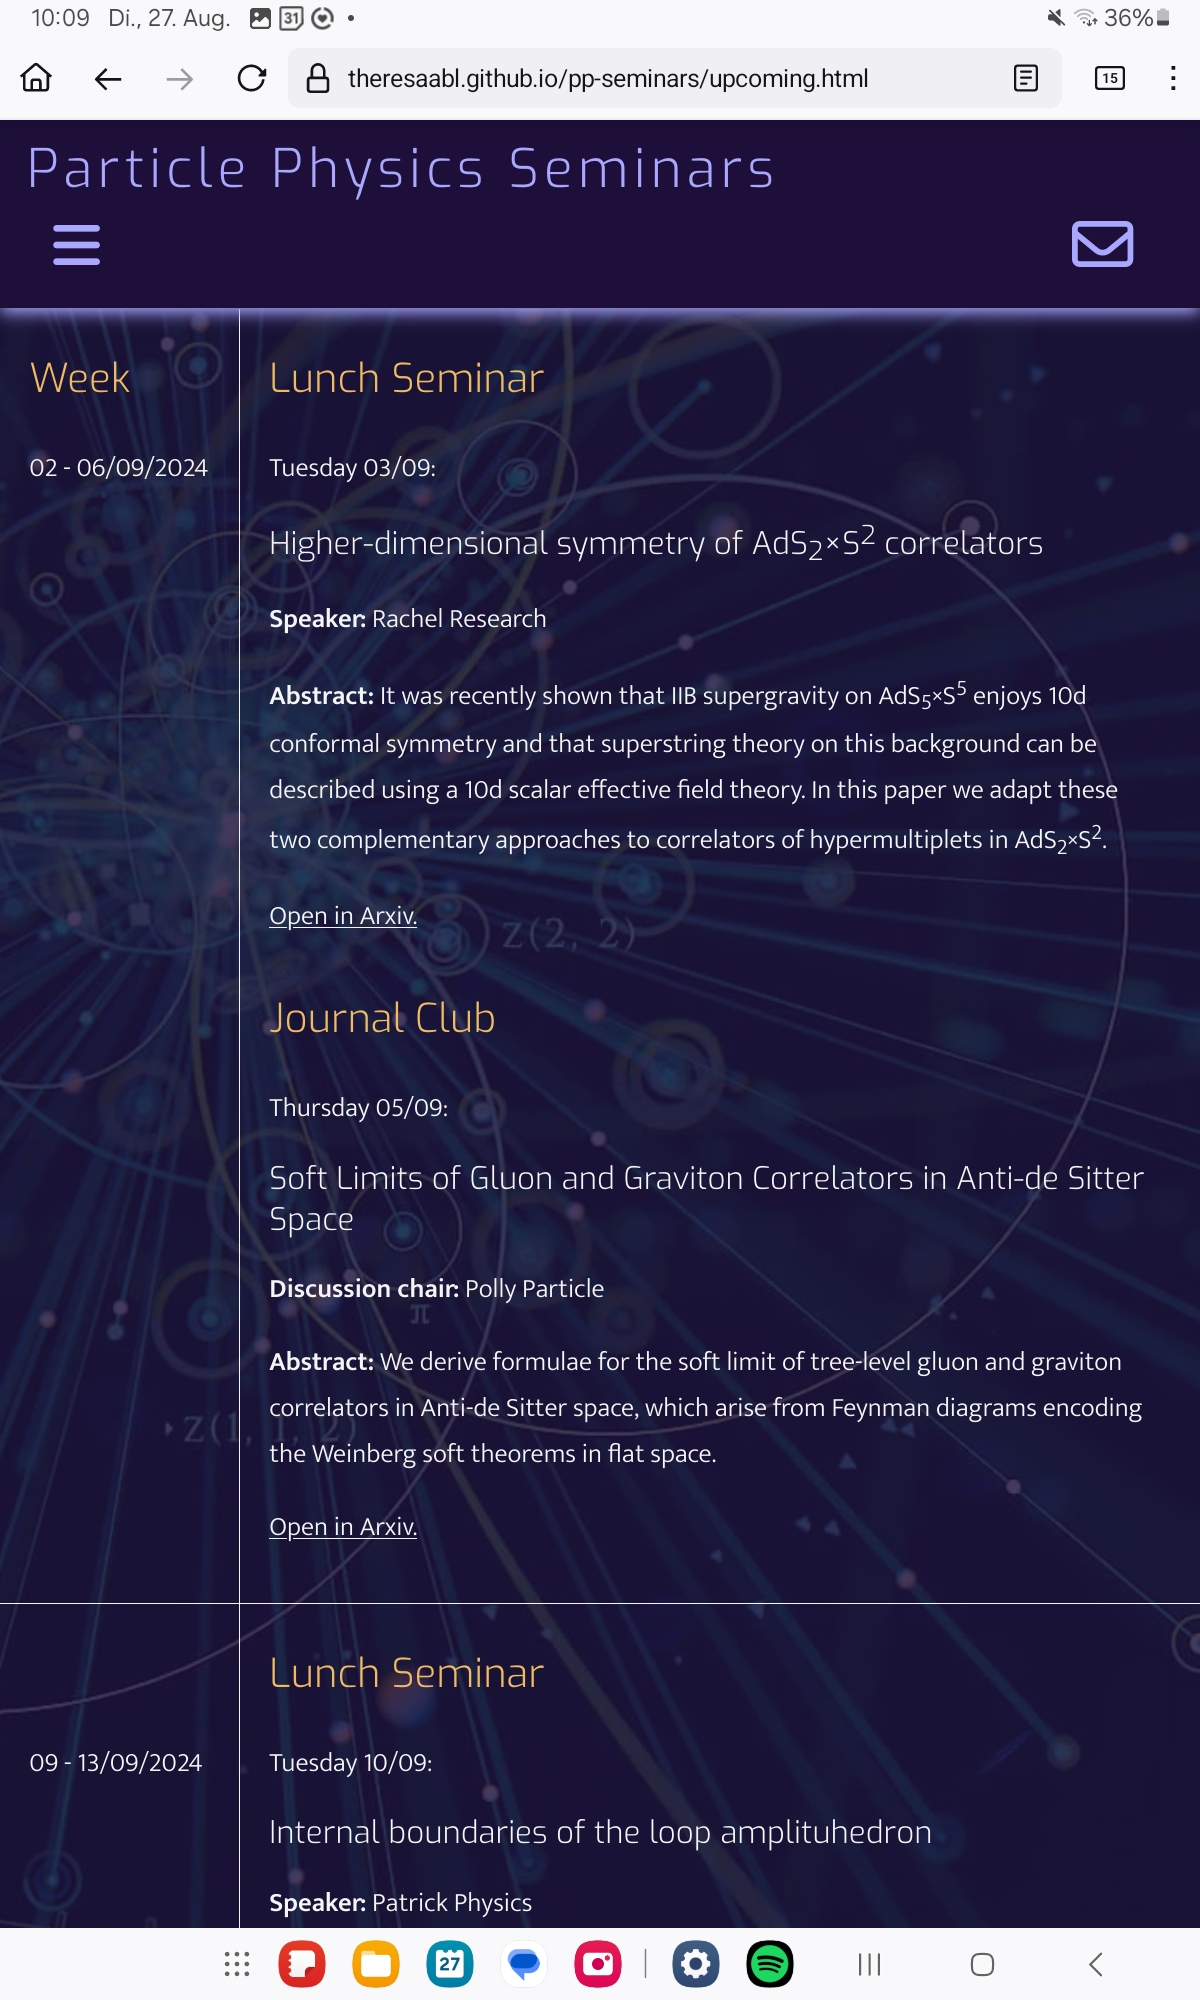 10:09 Di., 27. Aug. 31 36%
theresaabl.github.io/pp-seminars/upcoming.html 15
Particle Physics Seminars
Week
02 - 06/09/2024
Lunch Seminar
Tuesday 03/09:
Higher-dimensional symmetry of AdS₂×S² correlators
Speaker: Rachel Research
Abstract: It was recently shown that IIB supergravity on AdS₅×S⁵ enjoys 10d
conformal symmetry and that superstring theory on this background can be
described using a 10d scalar effective field theory. In this paper we adapt these
two complementary approaches to correlators of hypermultiplets in AdS₂×S².
Open in Arxiv.
z(2, 2)
Journal Club
Thursday 05/09:
Soft Limits of Gluon and Graviton Correlators in Anti-de Sitter
Space
Discussion chair: Polly Particle
π
Abstract: We derive formulae for the soft limit of tree-level gluon and graviton
correlators in Anti-de Sitter space, which arise from Feynman diagrams encoding
the Weinberg soft theorems in flat space.
Open in Arxiv.
09 - 13/09/2024
Lunch Seminar
Tuesday 10/09:
Internal boundaries of the loop amplituhedron
Speaker: Patrick Physics
27